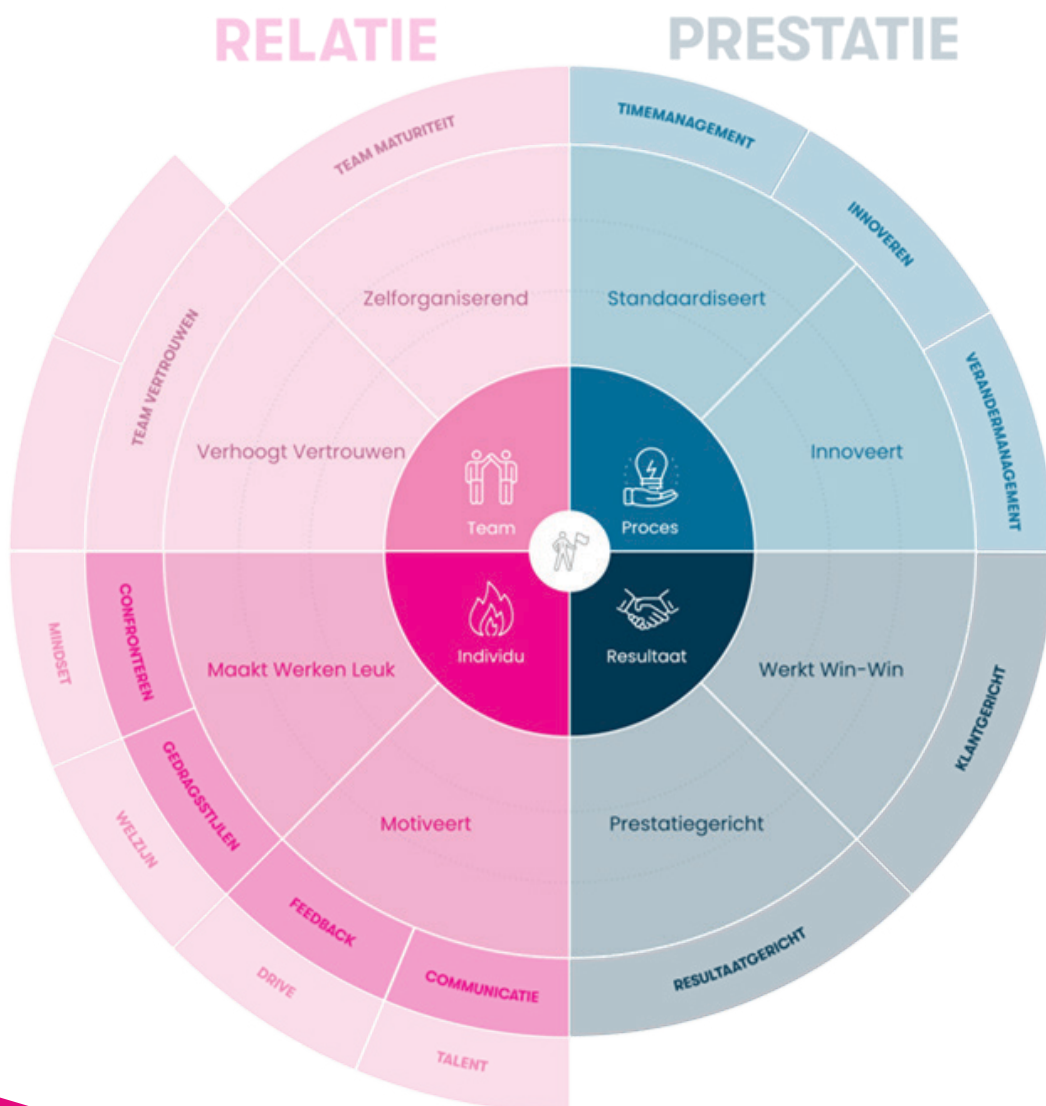 RELATIE
PRESTATIE
TEAM MATURITEIT
TIMEMANAGEMENT
INNOVEREN
VERANDERMANAGEMENT
TEAM VERTROUWEN
Zelforganiserend
Standaardiseert
Verhoogt Vertrouwen
Innoveert
Team
Proces
Individu
Resultaat
Maakt Werken Leuk
Werkt Win-Win
Motiveert
Prestatiegericht
CONFRONTEREN
GEDRAGSSTIJLEN
FEEDBACK
COMMUNICATIE
MINDSET
WELZIJN
DRIVE
TALENT
KLANTGERICHT
RESULTAATGERICHT